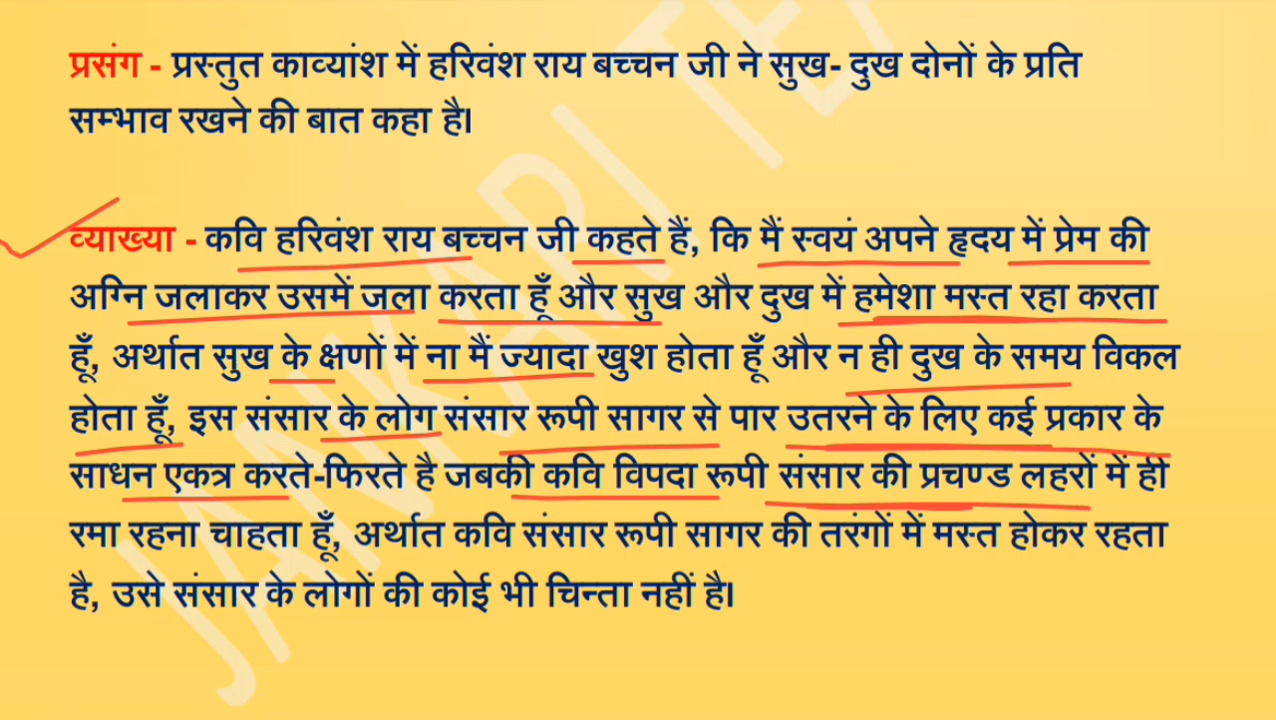 प्रसंग - प्रस्तुत काव्यांश में हरिवंश राय बच्चन जी ने सुख- दुख दोनों के प्रति
सम्भाव रखने की बात कहा है।
व्याख्या - कवि हरिवंश राय बच्चन जी कहते हैं, कि मैं स्वयं अपने हृदय में प्रेम की
अग्नि जलाकर उसमें जला करता हूँ और सुख और दुख में हमेशा मस्त रहा करता
हूँ, अर्थात सुख के क्षणों में ना मैं ज्यादा खुश होता हूँ और न ही दुख के समय विकल
होता हूँ, इस संसार के लोग संसार रूपी सागर से पार उतरने के लिए कई प्रकार के
साधन एकत्र करते-फिरते है जबकी कवि विपदा रूपी संसार की प्रचण्ड लहरों में ही
रमा रहना चाहता हूँ, अर्थात कवि संसार रूपी सागर की तरंगों में मस्त होकर रहता
है, उसे संसार के लोगों की कोई भी चिन्ता नहीं है।
JANKARI